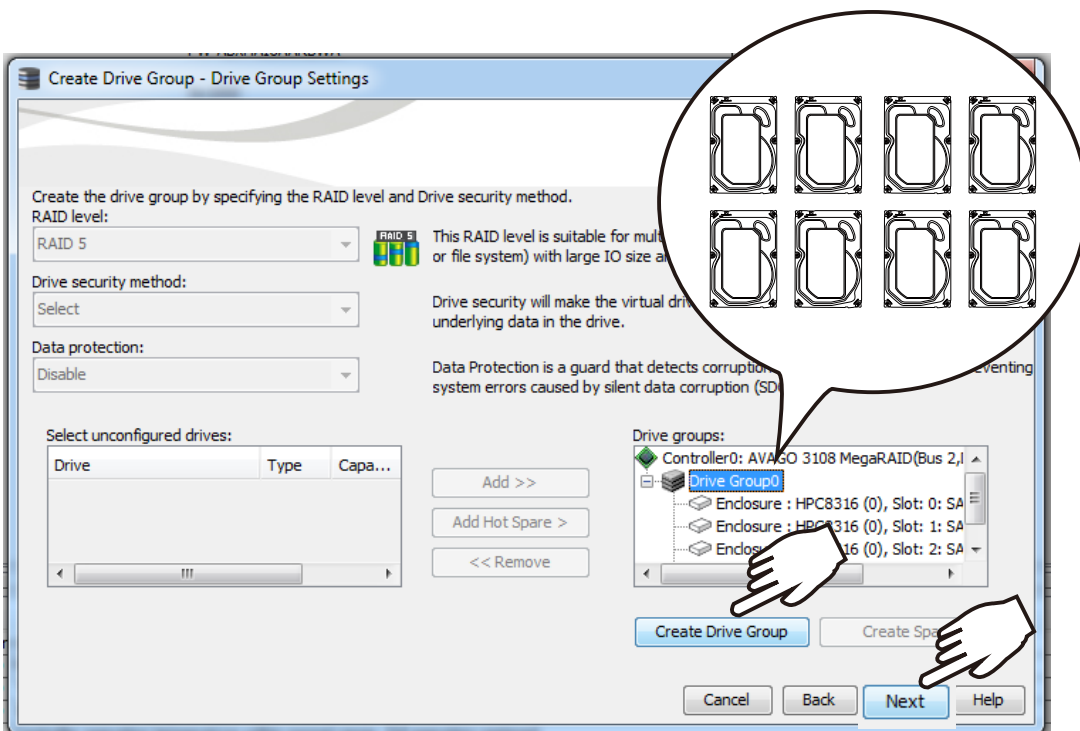 Create Drive Group - Drive Group Settings
Create the drive group by specifying the RAID level and Drive security method.
RAID level:
RAID 5
RAID 5
This RAID level is suitable for
or file system) with large IO size
Drive security method:
Select
Drive security will make the virtual
underlying data in the drive.
Data protection:
Disable
Data Protection is a guard that detects corruption
system errors caused by silent data corruption
Select unconfigured drives:
Drive Type Capa...
Add >>
Add Hot Spare >
<< Remove
Drive groups:
Controller0: AVAGO 3108 MegaRAID(Bus 2,
Drive Group0
Enclosure : HPC8316 (0), Slot: 0: SA
Enclosure : HPC8316 (0), Slot: 1: SA
16 (0), Slot: 2: SA
Create Drive Group
Create
Cancel Back Next Help